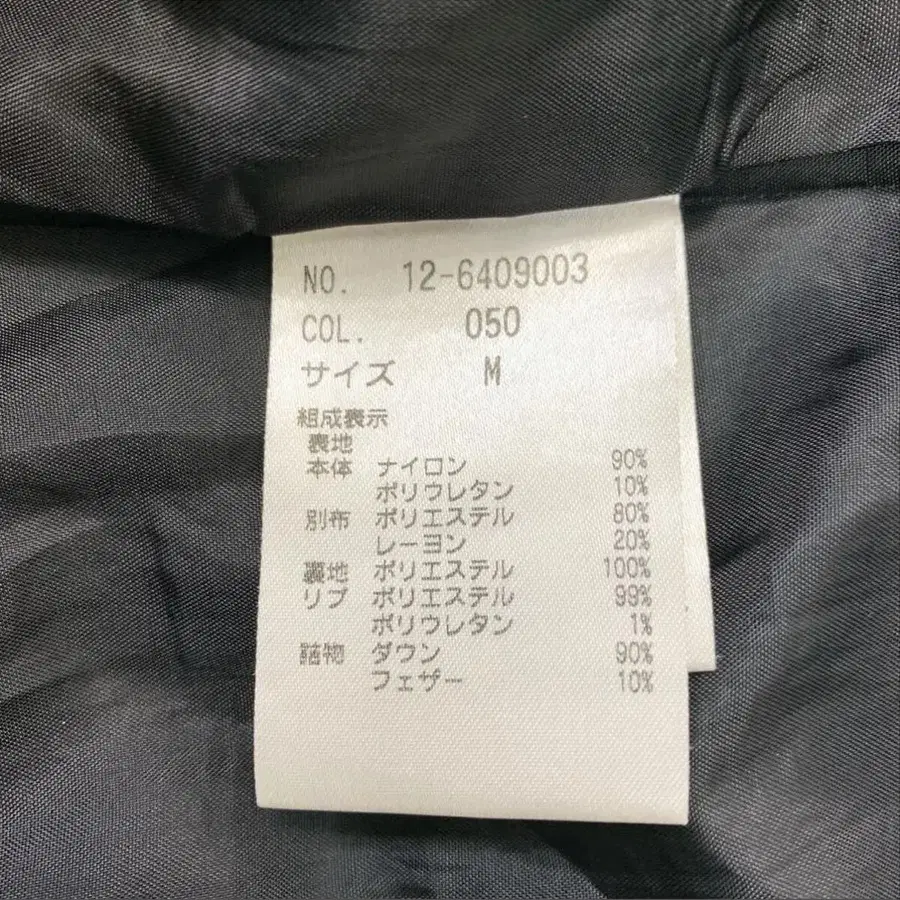 NO. 12-6409003
COL. 050
サイズ M
組成表示
表地
本体 ナイロン 90%
ポリウレタン 10%
別布 ポリエステル 80%
レーヨン 20%
裏地 ポリエステル 100%
リブ ポリエステル 99%
ポリウレタン 1%
詰物 ダウン 90%
フェザー 10%